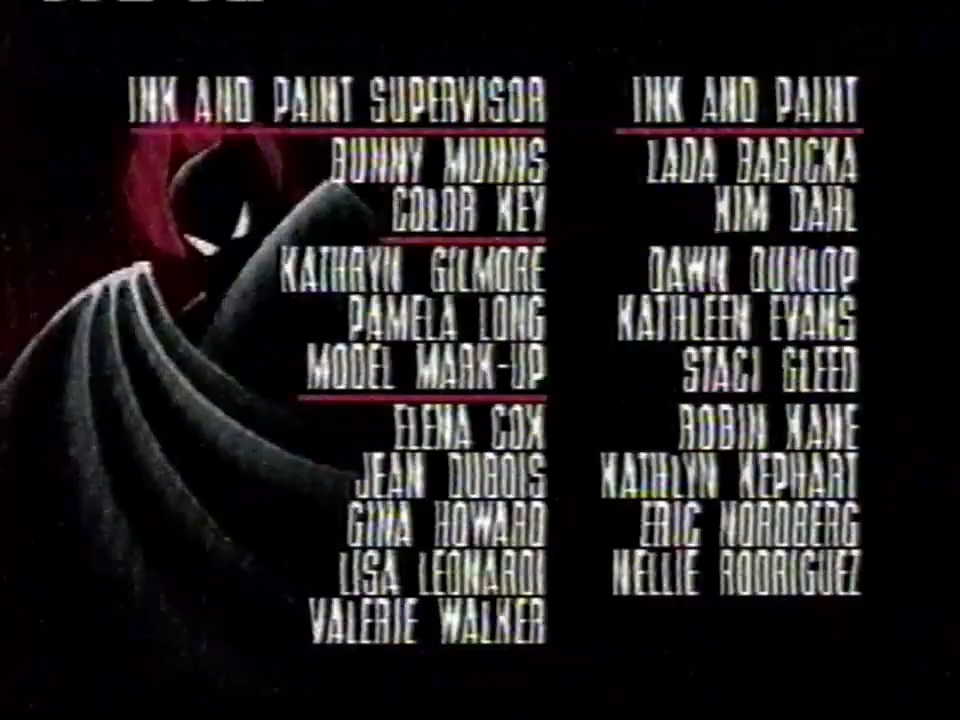 INK AND PAINT SUPERVISOR
BUNNY MUNNS
COLOR KEY
KATHRYN GILMORE
PAMELA LONG
MODEL MARK-UP
ELENA COX
JEAN DUBOIS
GINA HOWARD
LISA LEONARDI
VALERIE WALKER
INK AND PAINT
LADA BABICKA
KIM DAHL
DAWN DUNLOP
KATHLEEN EVANS
STACI GLEED
ROBIN KANE
KATHLYN KEPHART
ERIC NORDBERG
NELLIE RODRIGUEZ